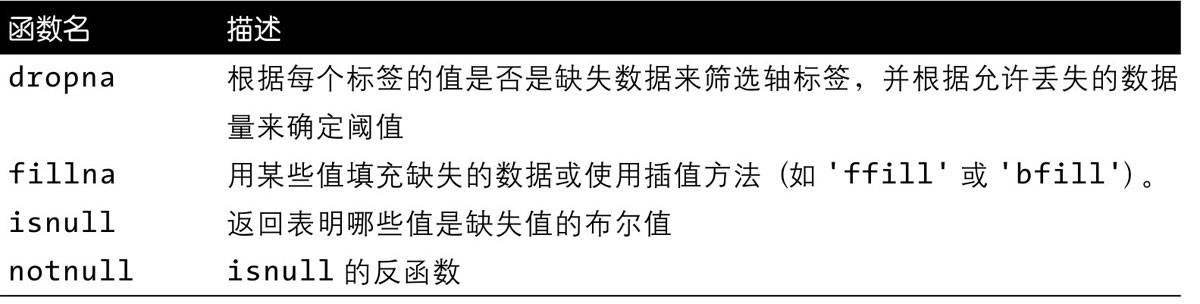 函数名 描述
dropna 根据每个标签的值是否是缺失数据来筛选轴标签，并根据允许丢失的数据
量来确定阈值
fillna 用某些值填充缺失的数据或使用插值方法（如 'ffill' 或 'bfill'）。
isnull 返回表明哪些值是缺失值的布尔值
notnull isnull 的反函数